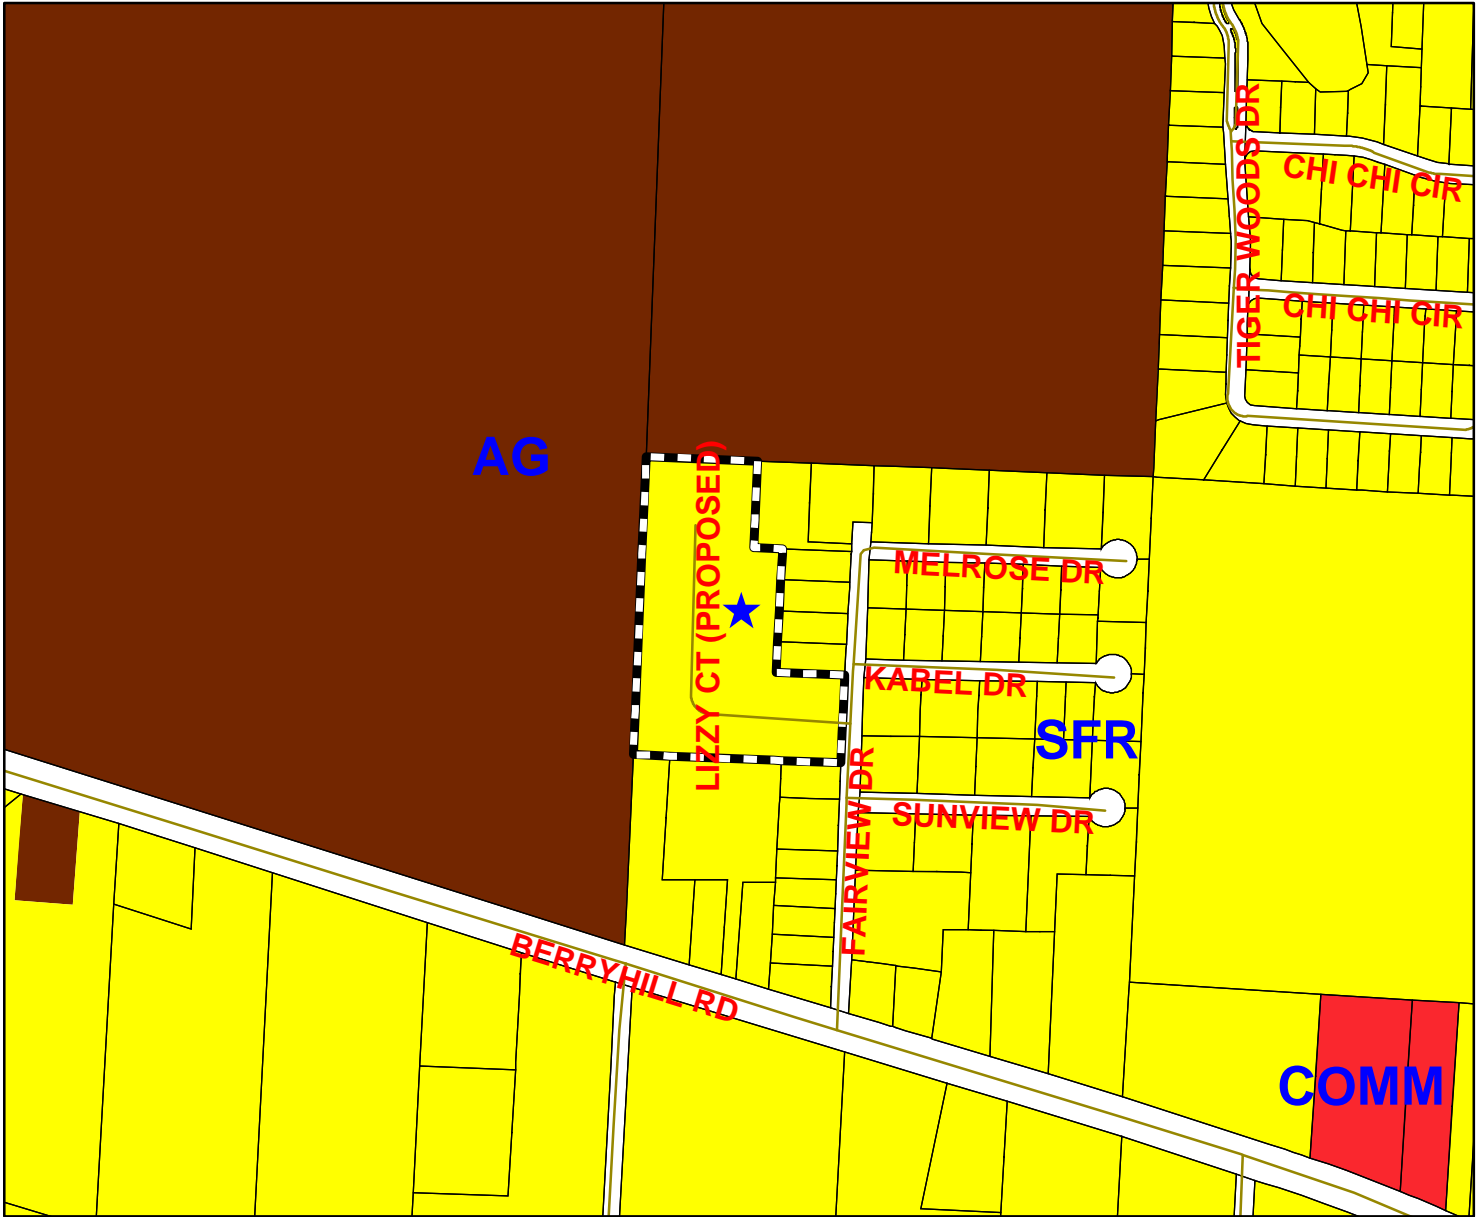 TIGER WOODS DR
CHI CHI CIR
CHI CHI CIR
AG
LIZZY CT (PROPOSED)
MELROSE DR
KABEL DR
SFR
SUNVIEW DR
FAIRVIEW DR
BERRYHILL RD
COMM